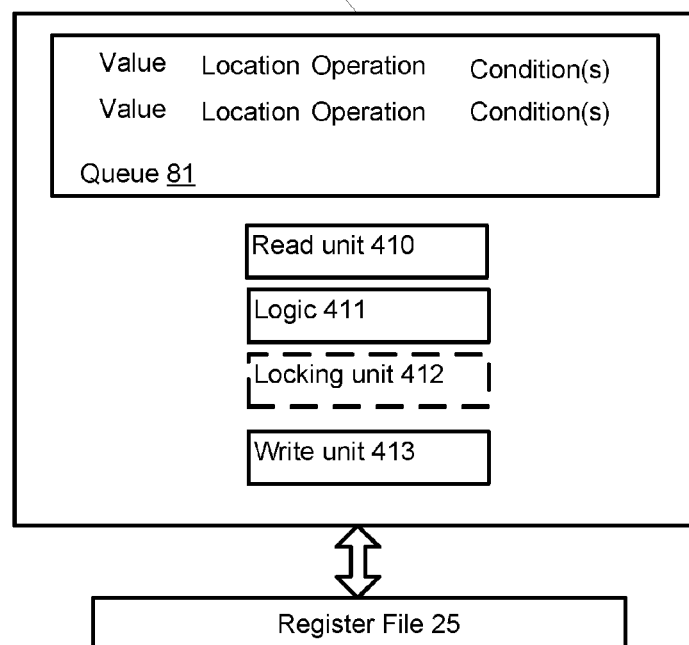 Value Location Operation Condition(s)
Value Location Operation Condition(s)
Queue 81
Read unit 410
Logic 411
Locking unit 412
Write unit 413
Register File 25